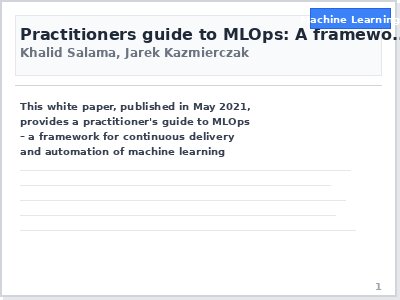 Machine Learning
Practitioners guide to MLOps: A framewo...
Khalid Salama, Jarek Kazmierczak
This white paper, published in May 2021,
provides a practitioner's guide to MLOps
– a framework for continuous delivery
and automation of machine learning
1